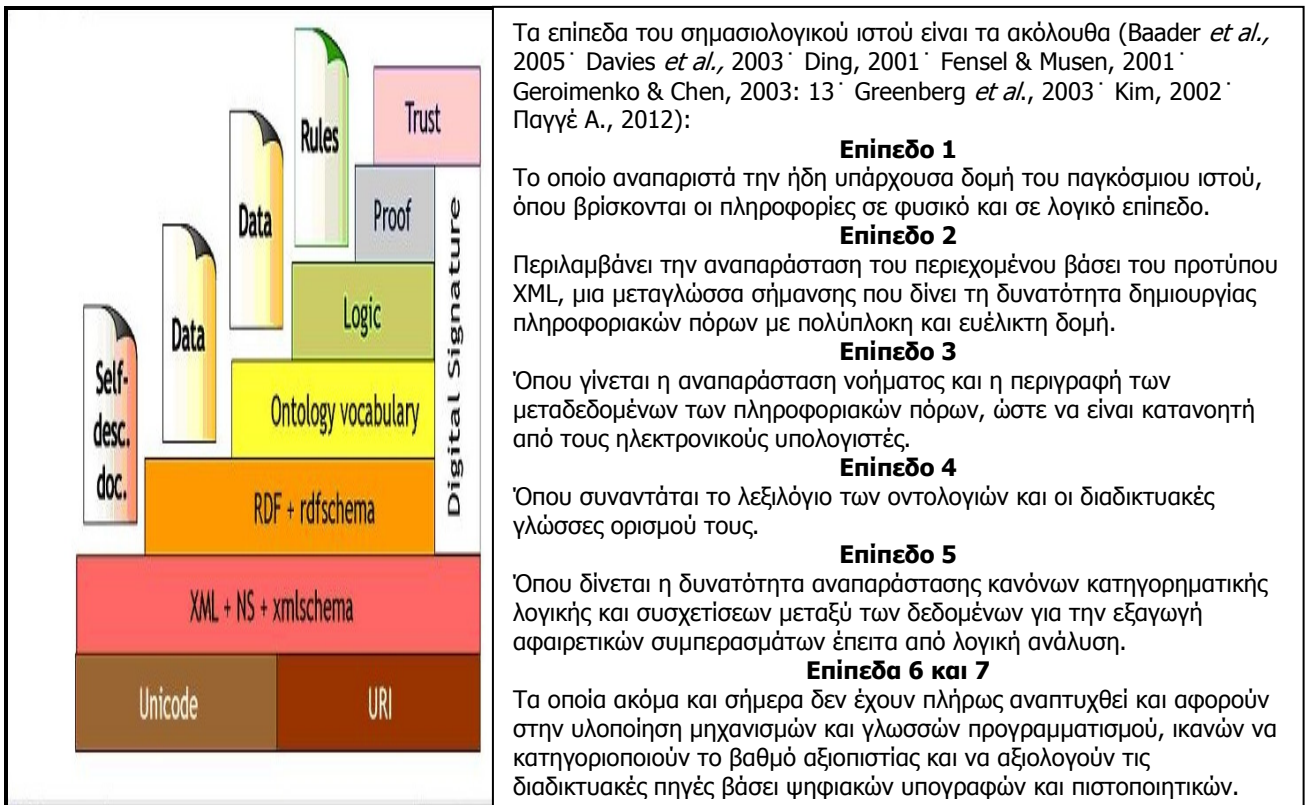 Rules
Trust
Data
Proof
Data
Logic
Self-
desc.
doc.
Ontology vocabulary
Digital Signature
RDF + rdfschema
XML + NS + xmlschema
Unicode
URI
Τα επίπεδα του σημασιολογικού ιστού είναι τα ακόλουθα (Baader et al.,
2005˙ Davies et al., 2003˙ Ding, 2001˙ Fensel & Musen, 2001˙
Geroimenko & Chen, 2003: 13˙ Greenberg et al., 2003˙ Kim, 2002˙
Παγγέ Α., 2012):
Επίπεδο 1
Το οποίο αναπαριστά την ήδη υπάρχουσα δομή του παγκόσμιου ιστού,
όπου βρίσκονται οι πληροφορίες σε φυσικό και σε λογικό επίπεδο.
Επίπεδο 2
Περιλαμβάνει την αναπαράσταση του περιεχομένου βάσει του προτύπου
XML, μια μεταγλώσσα σήμανσης που δίνει τη δυνατότητα δημιουργίας
πληροφοριακών πόρων με πολύπλοκη και ευέλικτη δομή.
Επίπεδο 3
Όπου γίνεται η αναπαράσταση νοήματος και η περιγραφή των
μεταδεδομένων των πληροφοριακών πόρων, ώστε να είναι κατανοητή
από τους ηλεκτρονικούς υπολογιστές.
Επίπεδο 4
Όπου συναντάται το λεξιλόγιο των οντολογιών και οι διαδικτυακές
γλώσσες ορισμού τους.
Επίπεδο 5
Όπου δίνεται η δυνατότητα αναπαράστασης κανόνων κατηγορηματικής
λογικής και συσχετίσεων μεταξύ των δεδομένων για την εξαγωγή
αφαιρετικών συμπερασμάτων έπειτα από λογική ανάλυση.
Επίπεδα 6 και 7
Τα οποία ακόμα και σήμερα δεν έχουν πλήρως αναπτυχθεί και αφορούν
στην υλοποίηση μηχανισμών και γλωσσών προγραμματισμού, ικανών να
κατηγοριοποιούν το βαθμό αξιοπιστίας και να αξιολογούν τις
διαδικτυακές πηγές βάσει ψηφιακών υπογραφών και πιστοποιητικών.